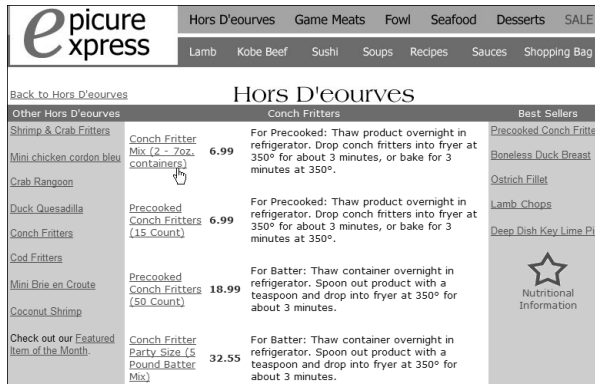 epicure
express
Hors D'eourves Game Meats Fowl Seafood Desserts SALE
Lamb Kobe Beef Sushi Soups Recipes Sauces Shopping Bag
Back to Hors D'eourves
Hors D'eourves
Other Hors D'eourves
Shrimp & Crab Fritters
Mini chicken cordon bleu
Crab Rangoon
Duck Quesadilla
Conch Fritters
Cod Fritters
Mini Brie en Croute
Coconut Shrimp
Check out our Featured
Item of the Month.
Conch Fritters
Conch Fritter
Mix (2 - 7oz.
containers)
6.99
For Precooked: Thaw product overnight in
refrigerator. Drop conch fritters into fryer at
350° for about 3 minutes, or bake for 3
minutes at 350°.
Precooked
Conch Fritters
(15 Count)
6.99
For Precooked: Thaw product overnight in
refrigerator. Drop conch fritters into fryer at
350° for about 3 minutes, or bake for 3
minutes at 350°.
Precooked
Conch Fritters
(50 Count)
18.99
For Batter: Thaw container overnight in
refrigerator. Spoon out product with a
teaspoon and drop into fryer at 350° for
about 3 minutes.
Conch Fritter
Party Size (5
Pound Batter
Mix)
32.55
For Batter: Thaw container overnight in
refrigerator. Spoon out product with a
teaspoon and drop into fryer at 350° for
about 3 minutes.
Best Sellers
Precooked Conch Fritte
Boneless Duck Breast
Ostrich Fillet
Lamb Chops
Deep Dish Key Lime Pi
Nutritional
Information